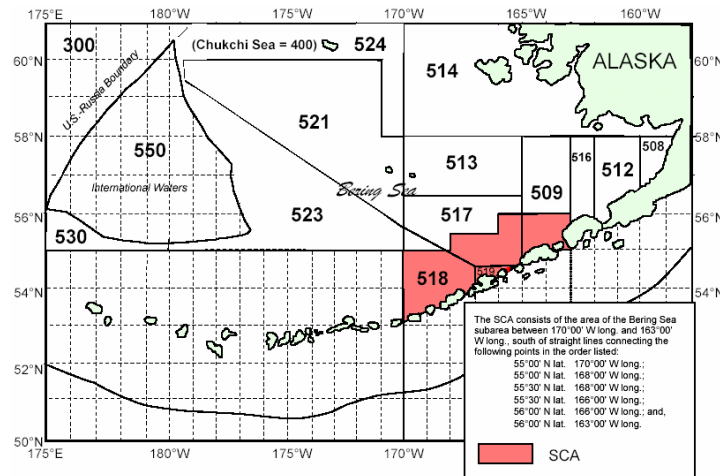 175°E 180°W 175°W 170°W 165°W 160°W
300 (Chukchi Sea = 400) 524
60°N 60°N
514 ALASKA
U.S.-Russia Boundary
521
58°N 58°N
550 513 516 508
512
International Waters Bering Sea 509
56°N 523 517 56°N
530
518 519
54°N 54°N
52°N
50°N
175°E 180°W 175°W 170°W
The SCA consists of the area of the Bering Sea
subarea between 170°00' W long. and 163°00'
W long., south of straight lines connecting the
following points in the order listed:
55°00' N lat. 170°00' W long.;
55°00' N lat. 168°00' W long.;
55°30' N lat. 168°00' W long.;
55°30' N lat. 166°00' W long.;
56°00' N lat. 166°00' W long.; and,
56°00' N lat. 163°00' W long.
SCA